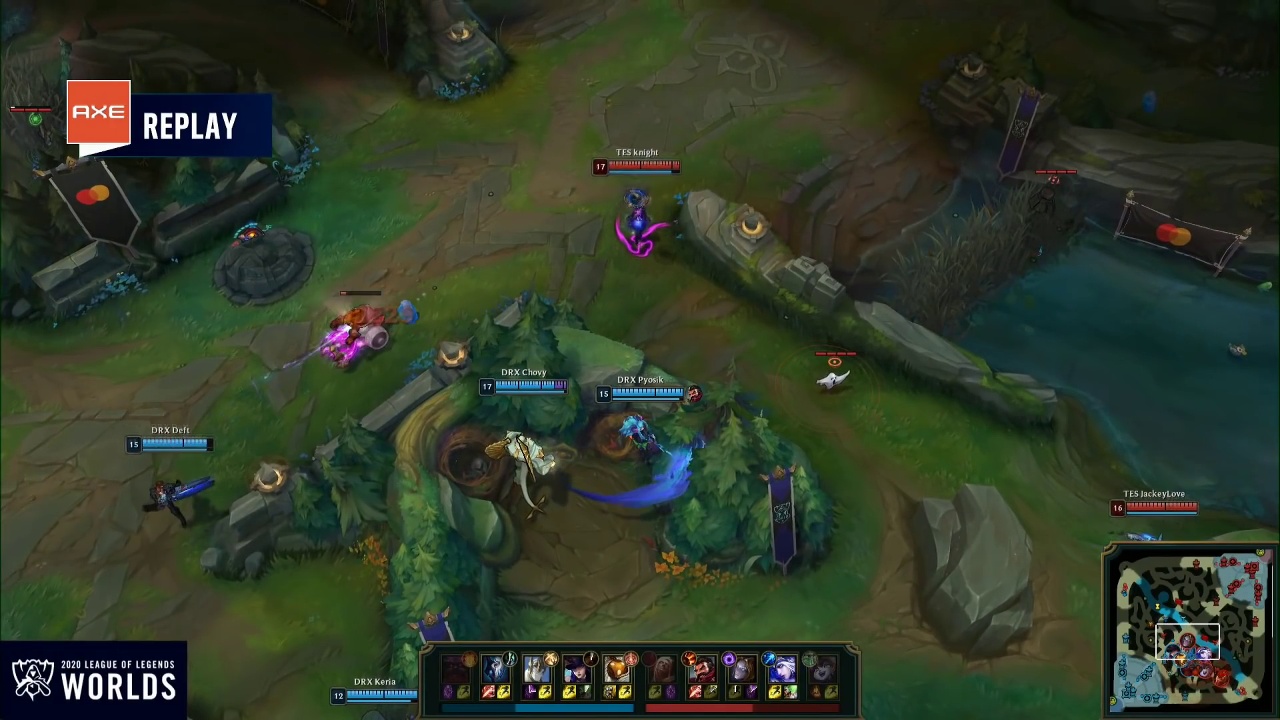 AXE
REPLAY
TES knight
17
DRX Chovy
17
DRX Pyosik
15
DRX Deft
15
TES JackeyLove
16
DRX Keria
12
2020 LEAGUE OF LEGENDS
WORLDS